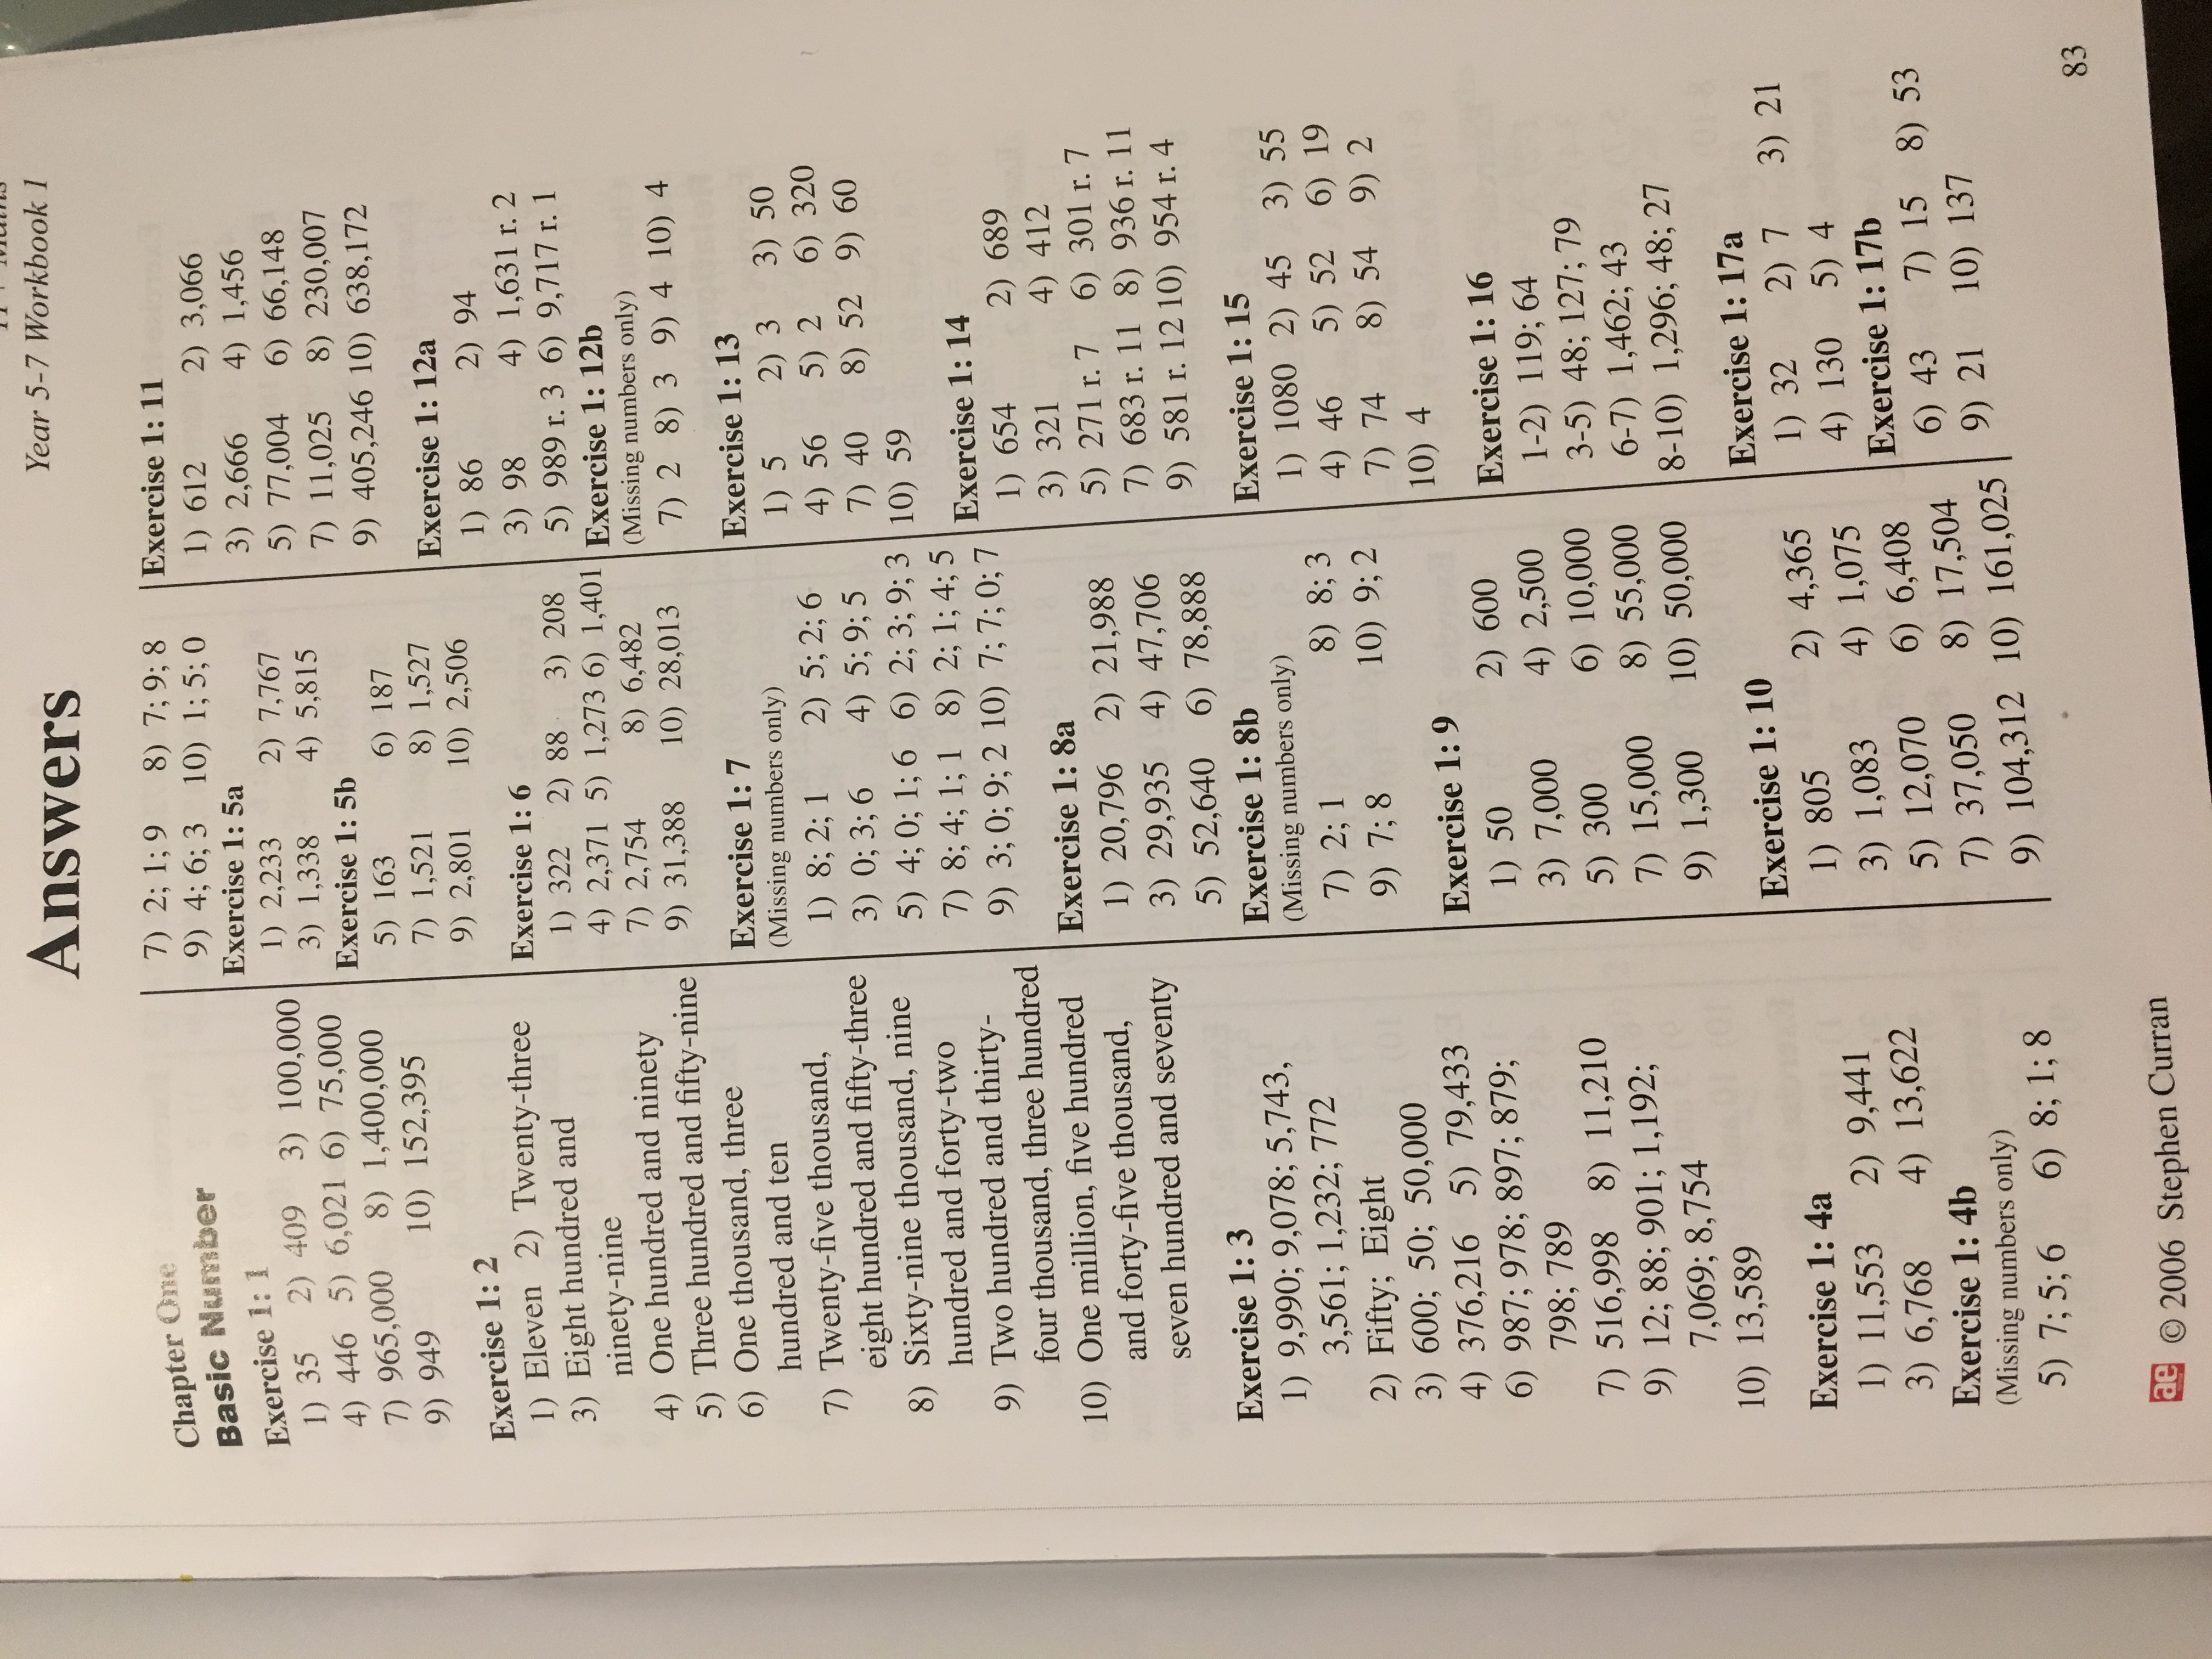 11+ Maths
Year 5-7 Workbook 1
Answers
Chapter One
Basic Number
Exercise 1: 1
1) 35 2) 409 3) 100,000
4) 446 5) 6,021 6) 75,000
7) 965,000 8) 1,400,000
9) 949 10) 152,395
Exercise 1: 2
1) Eleven 2) Twenty-three
3) Eight hundred and
ninety-nine
4) One hundred and ninety
5) Three hundred and fifty-nine
6) One thousand, three
hundred and ten
7) Twenty-five thousand,
eight hundred and fifty-three
8) Sixty-nine thousand, nine
hundred and forty-two
9) Two hundred and thirty-
four thousand, three hundred
10) One million, five hundred
and forty-five thousand,
seven hundred and seventy
Exercise 1: 3
1) 9,990; 9,078; 5,743,
3,561; 1,232; 772
2) Fifty; Eight
3) 600; 50; 50,000
4) 376,216 5) 79,433
6) 987; 978; 897; 879;
798; 789
7) 516,998 8) 11,210
9) 12; 88; 901; 1,192;
7,069; 8,754
10) 13,589
Exercise 1: 4a
1) 11,553 2) 9,441
3) 6,768 4) 13,622
Exercise 1: 4b
(Missing numbers only)
5) 7; 5; 6 6) 8; 1; 8
7) 2; 1; 9 8) 7; 9; 8
9) 4; 6; 3 10) 1; 5; 0
Exercise 1: 5a
1) 2,233 2) 7,767
3) 1,338 4) 5,815
Exercise 1: 5b
5) 163 6) 187
7) 1,521 8) 1,527
9) 2,801 10) 2,506
Exercise 1: 6
1) 322 2) 88 3) 208
4) 2,371 5) 1,273 6) 1,401
7) 2,754 8) 6,482
9) 31,388 10) 28,013
Exercise 1: 7
(Missing numbers only)
1) 8; 2; 1 2) 5; 2; 6
3) 0; 3; 6 4) 5; 9; 5
5) 4; 0; 1; 6 6) 2; 3; 9; 3
7) 8; 4; 1; 1 8) 2; 1; 4; 5
9) 3; 0; 9; 2 10) 7; 7; 0; 7
Exercise 1: 8a
1) 20,796 2) 21,988
3) 29,935 4) 47,706
5) 52,640 6) 78,888
Exercise 1: 8b
(Missing numbers only)
7) 2; 1 8) 8; 3
9) 7; 8 10) 9; 2
Exercise 1: 9
1) 50 2) 600
3) 7,000 4) 2,500
5) 300 6) 10,000
7) 15,000 8) 55,000
9) 1,300 10) 50,000
Exercise 1: 10
1) 805 2) 4,365
3) 1,083 4) 1,075
5) 12,070 6) 6,408
7) 37,050 8) 17,504
9) 104,312 10) 161,025
Exercise 1: 11
1) 612 2) 3,066
3) 2,666 4) 1,456
5) 77,004 6) 66,148
7) 11,025 8) 230,007
9) 405,246 10) 638,172
Exercise 1: 12a
1) 86 2) 94
3) 98 4) 1,631 r. 2
5) 989 r. 3 6) 9,717 r. 1
Exercise 1: 12b
(Missing numbers only)
7) 2 8) 3 9) 4 10) 4
Exercise 1: 13
1) 5 2) 3 3) 50
4) 56 5) 2 6) 320
7) 40 8) 52 9) 60
10) 59
Exercise 1: 14
1) 654 2) 689
3) 321 4) 412
5) 271 r. 7 6) 301 r. 7
7) 683 r. 11 8) 936 r. 11
9) 581 r. 12 10) 954 r. 4
Exercise 1: 15
1) 1080 2) 45 3) 55
4) 46 5) 52 6) 19
7) 74 8) 54 9) 2
10) 4
Exercise 1: 16
1-2) 119; 64
3-5) 48; 127; 79
6-7) 1,462; 43
8-10) 1,296; 48; 27
Exercise 1: 17a
1) 32 2) 7 3) 21
4) 130 5) 4
Exercise 1: 17b
6) 43 7) 15 8) 53
9) 21 10) 137
83
ae © 2006 Stephen Curran